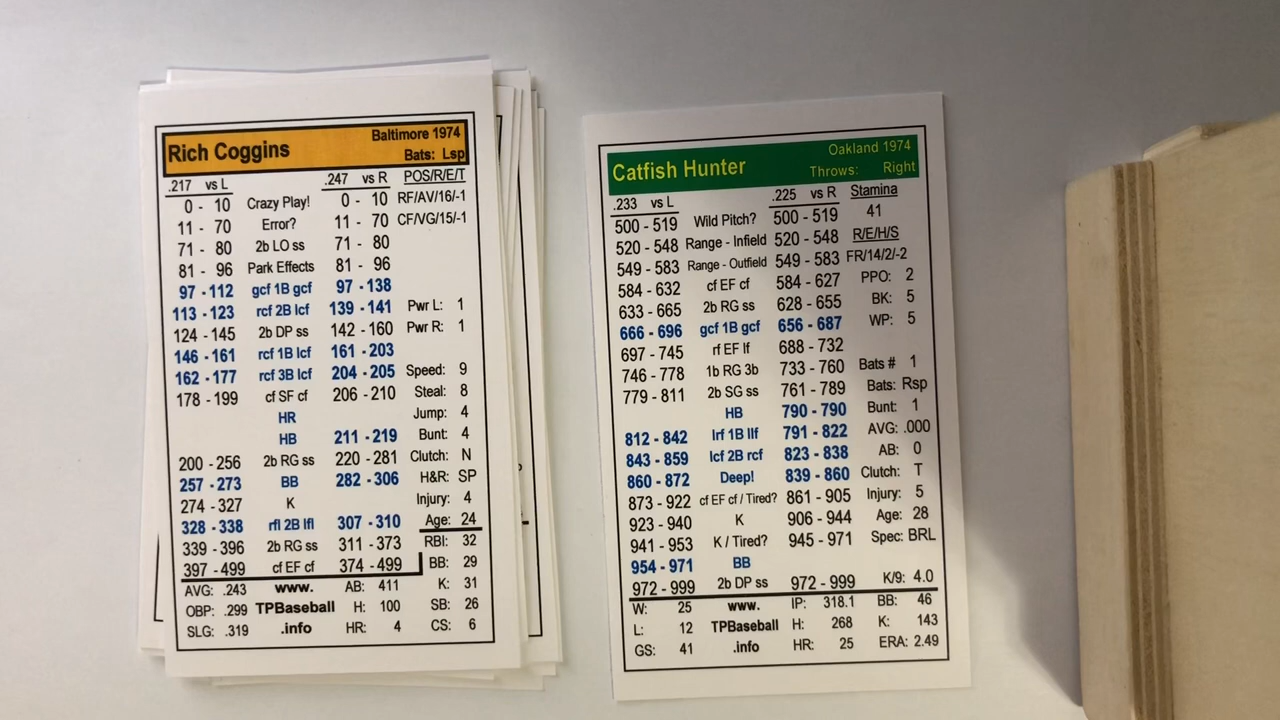 Rich Coggins Baltimore 1974
Bats: Lsp
.217 vs L .247 vs R POS/R/E/T
0 - 10 Crazy Play! 0 - 10 RF/AV/16/-1
11 - 70 Error? 11 - 70 CF/VG/15/-1
71 - 80 2b LO ss 71 - 80
81 - 96 Park Effects 81 - 96
97 - 112 gcf 1B gcf 97 - 138
113 - 123 rcf 2B lcf 139 - 141 Pwr L: 1
124 - 145 2b DP ss 142 - 160 Pwr R: 1
146 - 161 rcf 1B lcf 161 - 203
162 - 177 rcf 3B lcf 204 - 205 Speed: 9
178 - 199 cf SF cf 206 - 210 Steal: 8
HR Jump: 4
HB 211 - 219 Bunt: 4
200 - 256 2b RG ss 220 - 281 Clutch: N
257 - 273 BB 282 - 306 H&R: SP
274 - 327 K Injury: 4
328 - 338 rfl 2B lfl 307 - 310 Age: 24
339 - 396 2b RG ss 311 - 373 RBI: 32
397 - 499 cf EF cf 374 - 499 BB: 29
AVG: .243 www. AB: 411 K: 31
OBP: .299 TPBaseball H: 100 SB: 26
SLG: .319 .info HR: 4 CS: 6
Catfish Hunter Oakland 1974
Throws: Right
.233 vs L .225 vs R Stamina
500 - 519 Wild Pitch? 500 - 519 41
520 - 548 Range - Infield 520 - 548 R/E/H/S
549 - 583 Range - Outfield 549 - 583 FR/14/2/-2
584 - 632 cf EF cf 584 - 627 PPO: 2
633 - 665 2b RG ss 628 - 655 BK: 5
666 - 696 gcf 1B gcf 656 - 687 WP: 5
697 - 745 rf EF lf 688 - 732
746 - 778 1b RG 3b 733 - 760 Bats # 1
779 - 811 2b SG ss 761 - 789 Bats: Rsp
HB 790 - 790 Bunt: 1
812 - 842 lrf 1B llf 791 - 822 AVG: .000
843 - 859 lcf 2B rcf 823 - 838 AB: 0
860 - 872 Deep! 839 - 860 Clutch: T
873 - 922 cf EF cf / Tired? 861 - 905 Injury: 5
923 - 940 K 906 - 944 Age: 28
941 - 953 K / Tired? 945 - 971 Spec: BRL
954 - 971 BB
972 - 999 2b DP ss 972 - 999 K/9: 4.0
W: 25 www. IP: 318.1 BB: 46
L: 12 TPBaseball H: 268 K: 143
GS: 41 .info HR: 25 ERA: 2.49